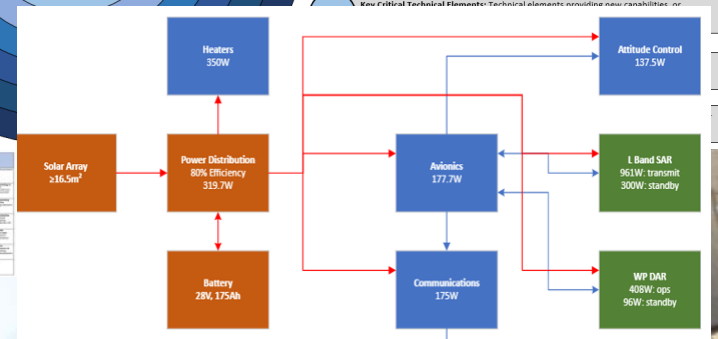 Key Critical Technical Elements: Technical elements providing new capabilities, or
Heaters
350W
Attitude Control
137.5W
Solar Array
≥16.5m²
Power Distribution
80% Efficiency
319.7W
Avionics
177.7W
L Band SAR
961W: transmit
300W: standby
Battery
28V, 175Ah
Communications
175W
WP DAR
408W: ops
96W: standby